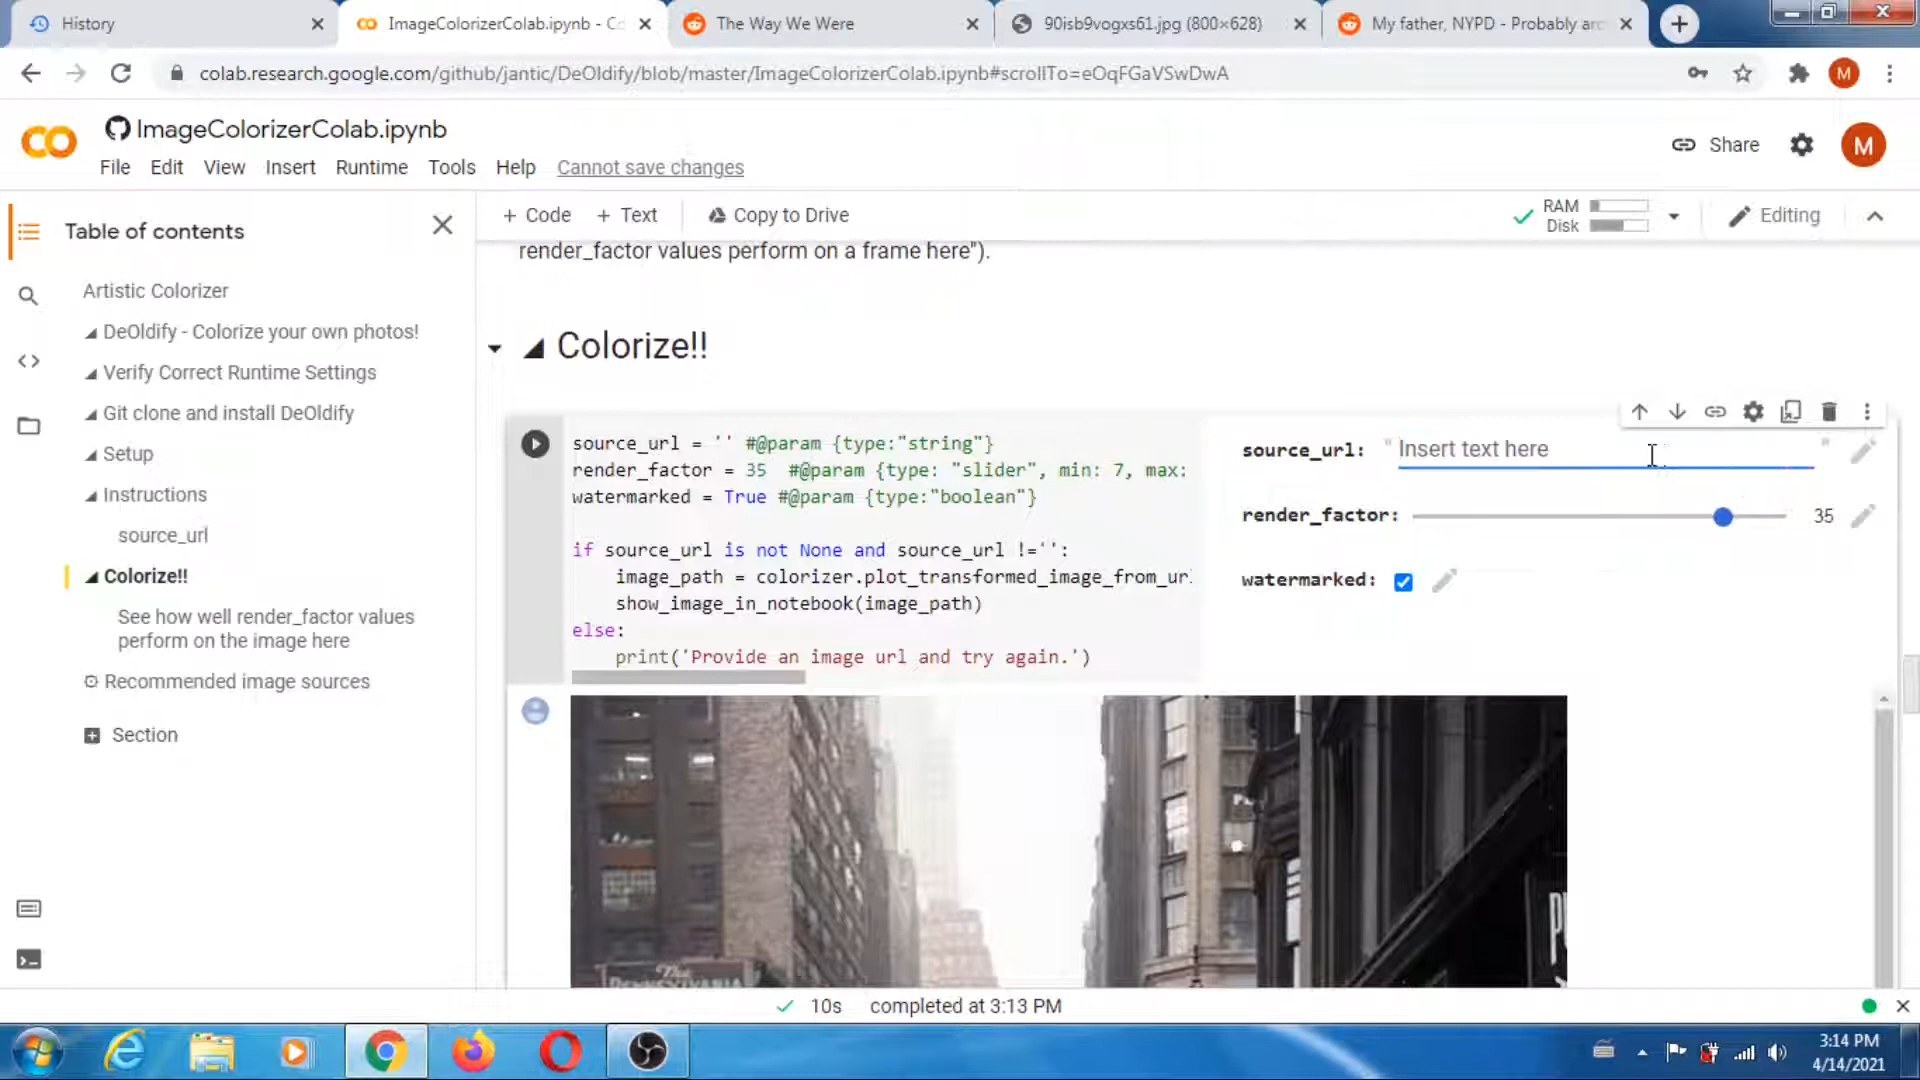 History
ImageColorizerColab.ipynb - Co
The Way We Were
90isb9vogxs61.jpg (800×628)
My father, NYPD - Probably aro
colab.research.google.com/github/jantic/DeOldify/blob/master/ImageColorizerColab.ipynb#scrollTo=eOqFGaVSwDwA
M
CO
ImageColorizerColab.ipynb
File Edit View Insert Runtime Tools Help Cannot save changes
Share
M
Table of contents
+ Code + Text
Copy to Drive
RAM
Disk
Editing
render_factor values perform on a frame here").
Artistic Colorizer
DeOldify - Colorize your own photos!
Verify Correct Runtime Settings
Git clone and install DeOldify
Setup
Instructions
source_url
Colorize!!
See how well render_factor values
perform on the image here
Recommended image sources
Section
Colorize!!
source_url = '' #@param {type:"string"}
render_factor = 35  #@param {type: "slider", min: 7, max:
watermarked = True #@param {type:"boolean"}
if source_url is not None and source_url !='':
image_path = colorizer.plot_transformed_image_from_ur
show_image_in_notebook(image_path)
else:
print('Provide an image url and try again.')
source_url: " Insert text here "
render_factor: 35
watermarked:
The
PENNSYLVANIA
10s completed at 3:13 PM
3:14 PM
4/14/2021